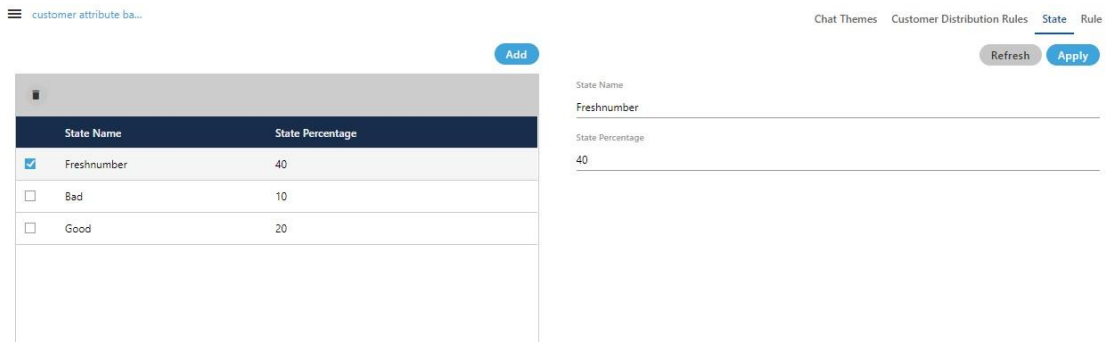 customer attribute ba...
Chat Themes Customer Distribution Rules State Rule
Add
Refresh Apply
State Name State Percentage
Freshnumber 40
Bad 10
Good 20
State Name
Freshnumber
State Percentage
40